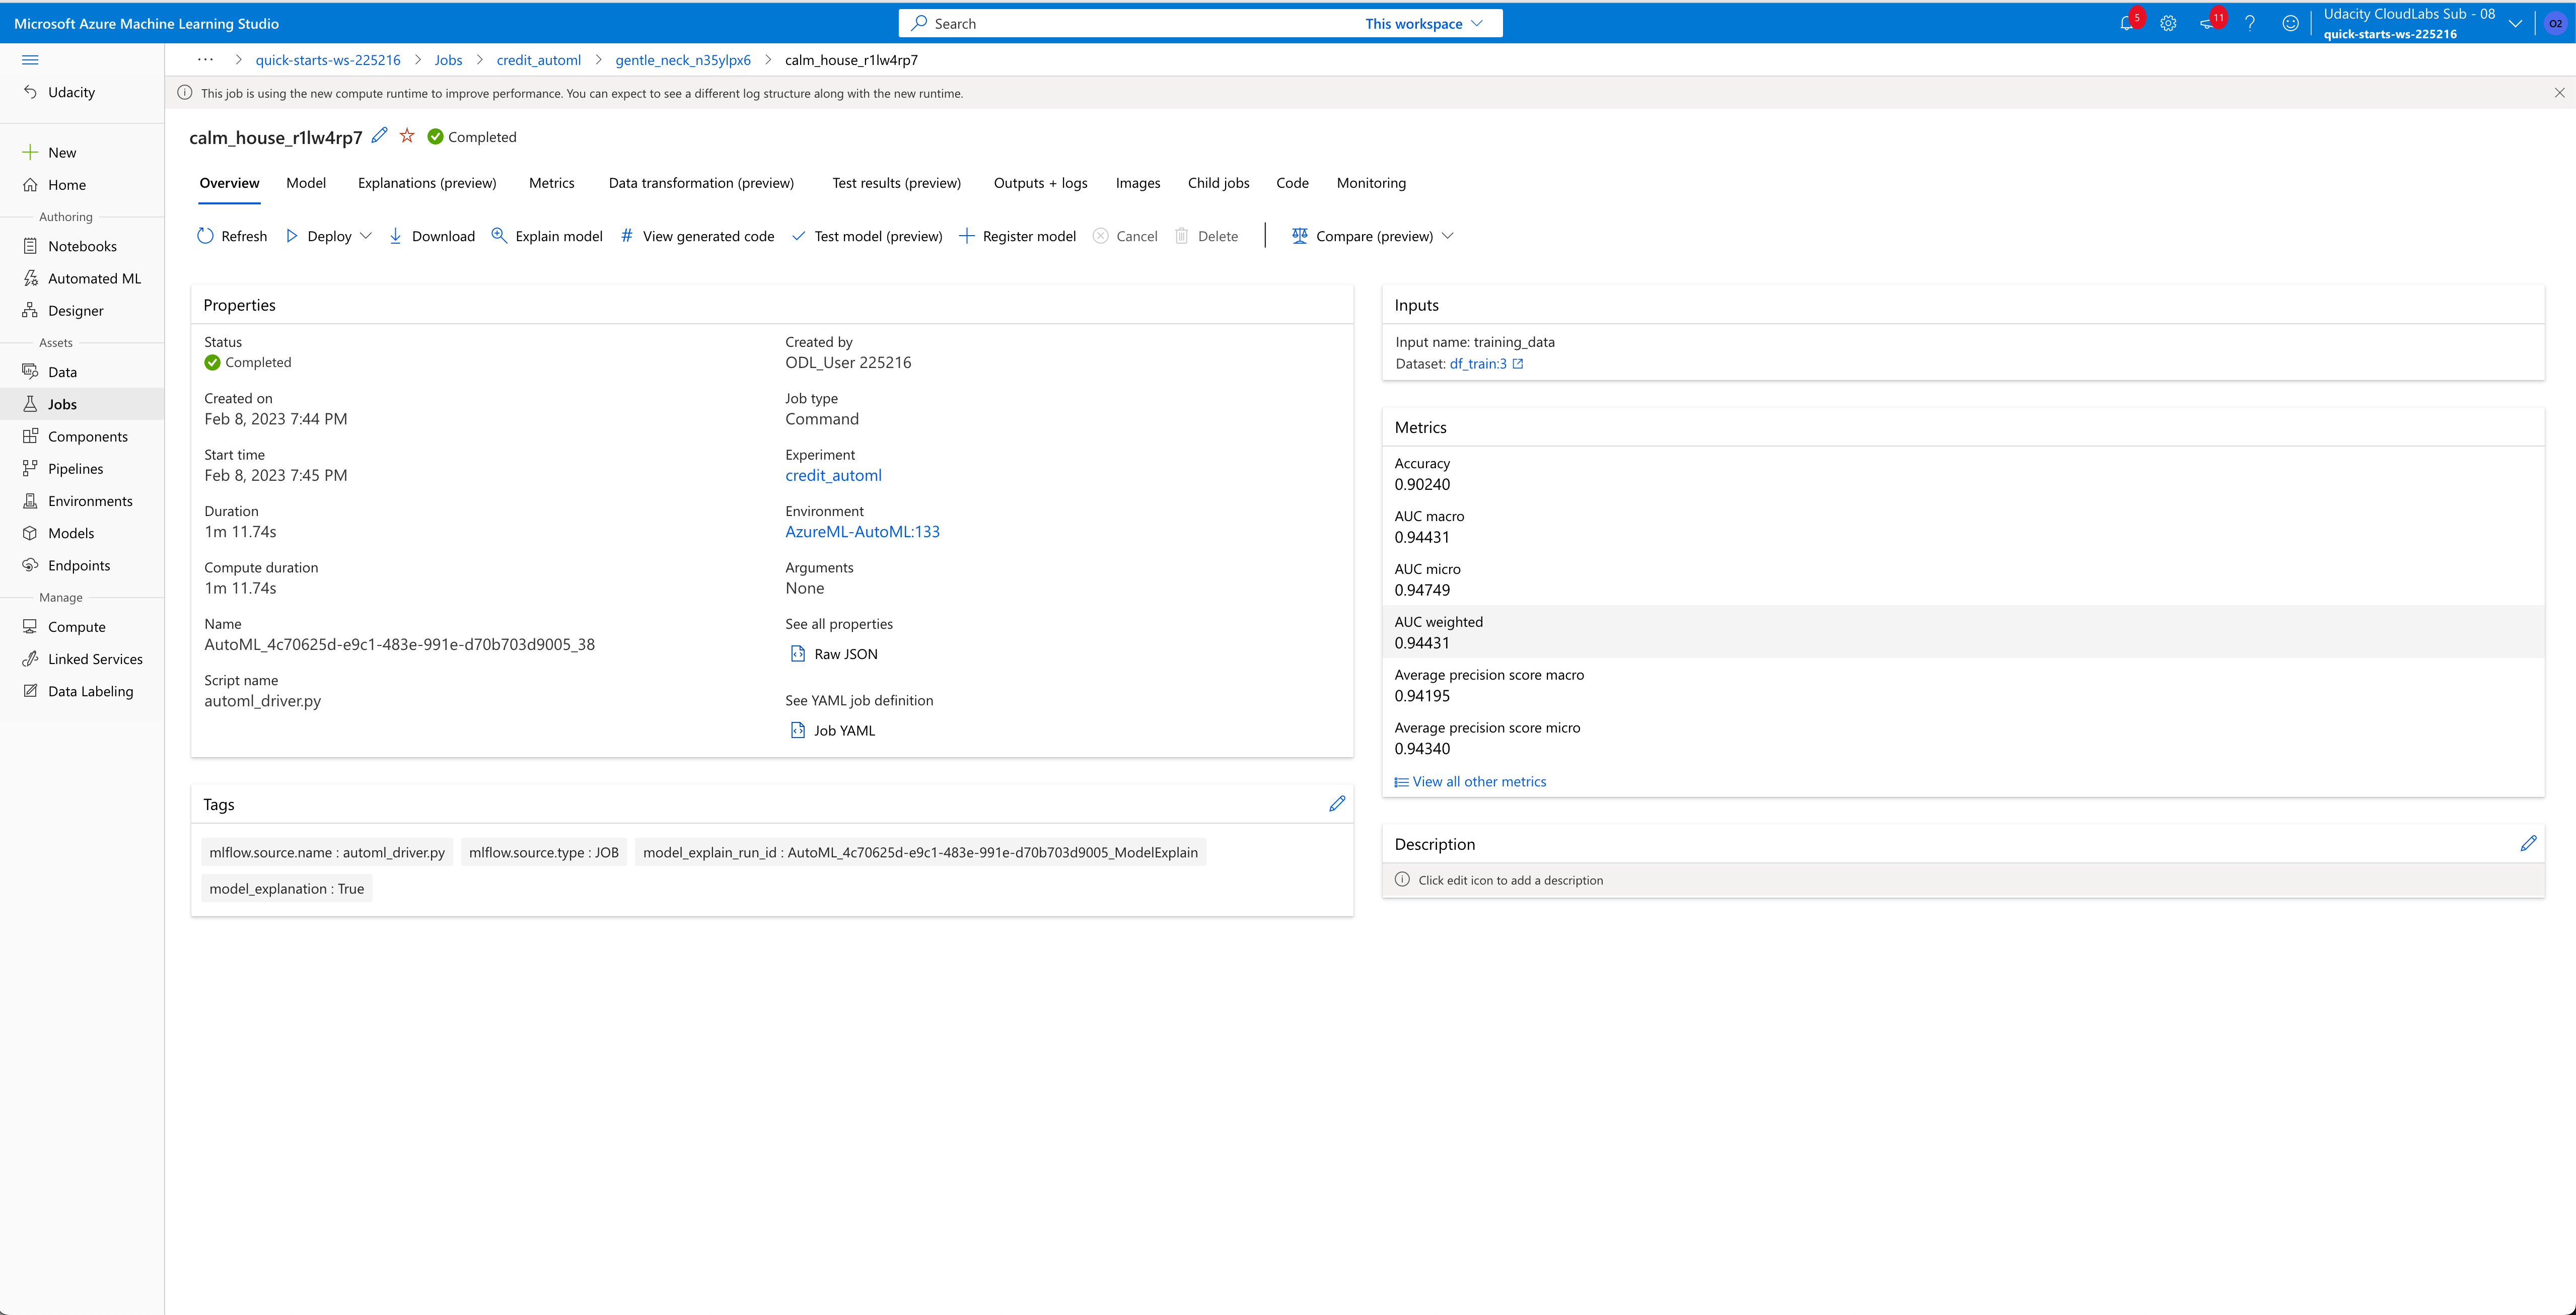 Microsoft Azure Machine Learning Studio
Search
This workspace
5
11
Udacity CloudLabs Sub - 08
quick-starts-ws-225216
O2
... > quick-starts-ws-225216 > Jobs > credit_automl > gentle_neck_n35ylpx6 > calm_house_r1lw4rp7
This job is using the new compute runtime to improve performance. You can expect to see a different log structure along with the new runtime.
Udacity
New
Home
Authoring
Notebooks
Automated ML
Designer
Assets
Data
Jobs
Components
Pipelines
Environments
Models
Endpoints
Manage
Compute
Linked Services
Data Labeling
calm_house_r1lw4rp7 Completed
Overview Model Explanations (preview) Metrics Data transformation (preview) Test results (preview) Outputs + logs Images Child jobs Code Monitoring
Refresh Deploy Download Explain model # View generated code Test model (preview) Register model Cancel Delete Compare (preview)
Properties
Status
Completed
Created on
Feb 8, 2023 7:44 PM
Start time
Feb 8, 2023 7:45 PM
Duration
1m 11.74s
Compute duration
1m 11.74s
Name
AutoML_4c70625d-e9c1-483e-991e-d70b703d9005_38
Script name
automl_driver.py
Created by
ODL_User 225216
Job type
Command
Experiment
credit_automl
Environment
AzureML-AutoML:133
Arguments
None
See all properties
Raw JSON
See YAML job definition
Job YAML
Tags
mlflow.source.name : automl_driver.py
mlflow.source.type : JOB
model_explain_run_id : AutoML_4c70625d-e9c1-483e-991e-d70b703d9005_ModelExplain
model_explanation : True
Inputs
Input name: training_data
Dataset: df_train:3
Metrics
Accuracy
0.90240
AUC macro
0.94431
AUC micro
0.94749
AUC weighted
0.94431
Average precision score macro
0.94195
Average precision score micro
0.94340
View all other metrics
Description
Click edit icon to add a description